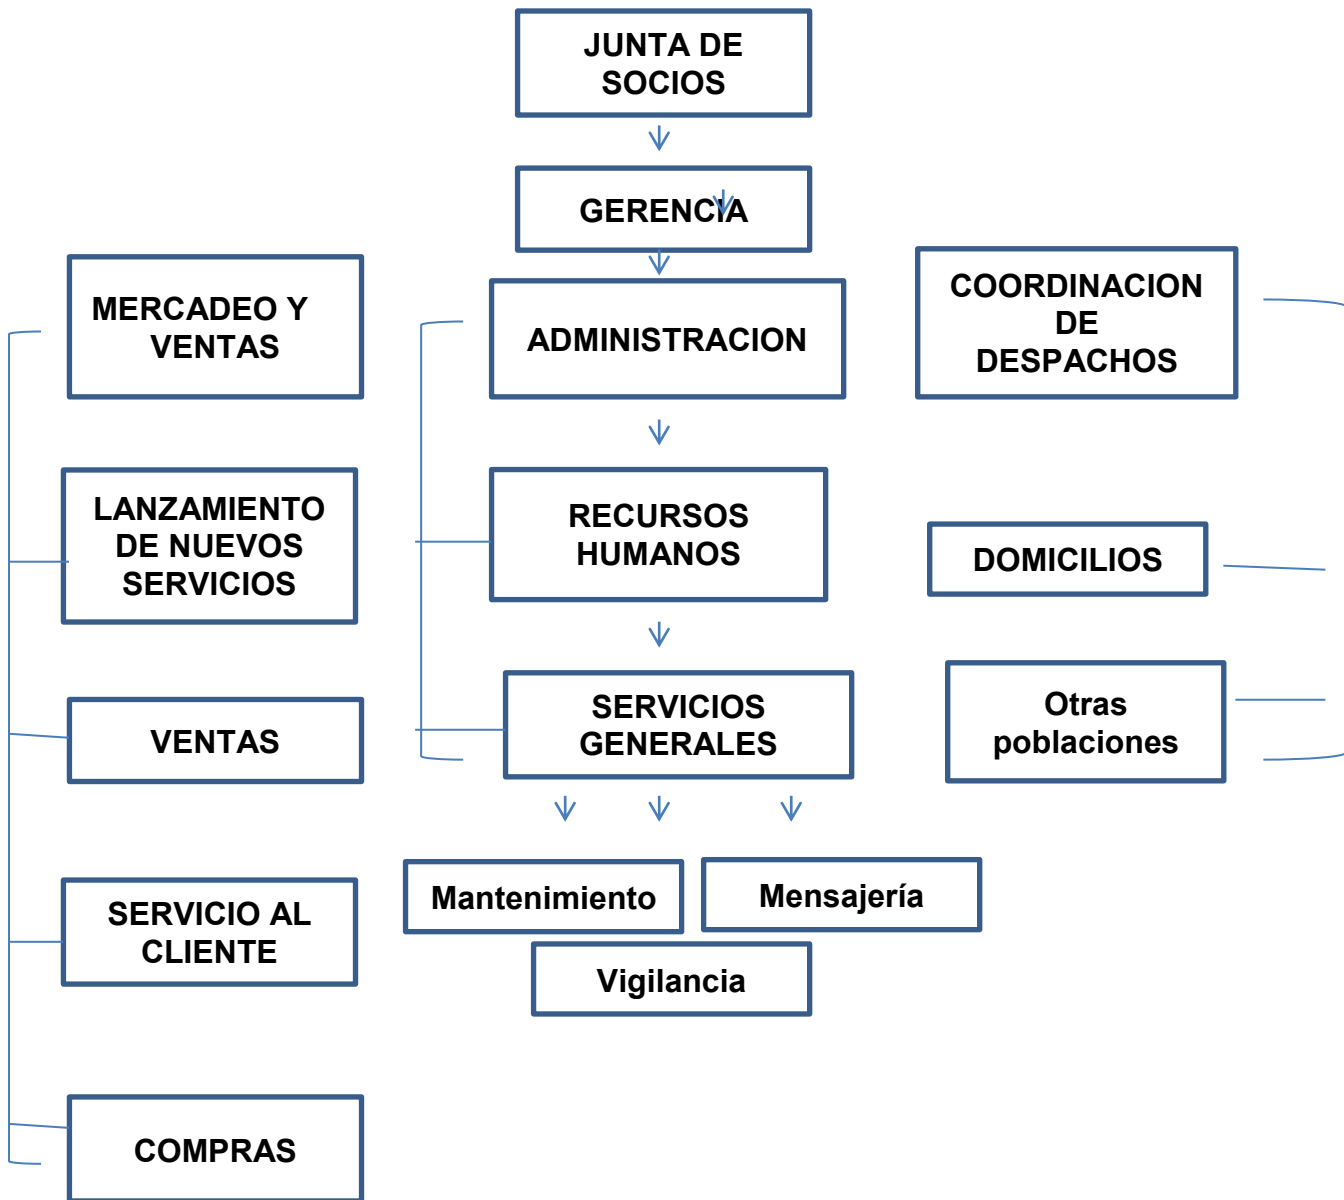 JUNTA DE
SOCIOS
GERENCIA
MERCADEO Y
VENTAS
ADMINISTRACION
COORDINACION
DE
DESPACHOS
LANZAMIENTO
DE NUEVOS
SERVICIOS
RECURSOS
HUMANOS
DOMICILIOS
VENTAS
SERVICIOS
GENERALES
Otras
poblaciones
SERVICIO AL
CLIENTE
Mantenimiento
Mensajería
Vigilancia
COMPRAS